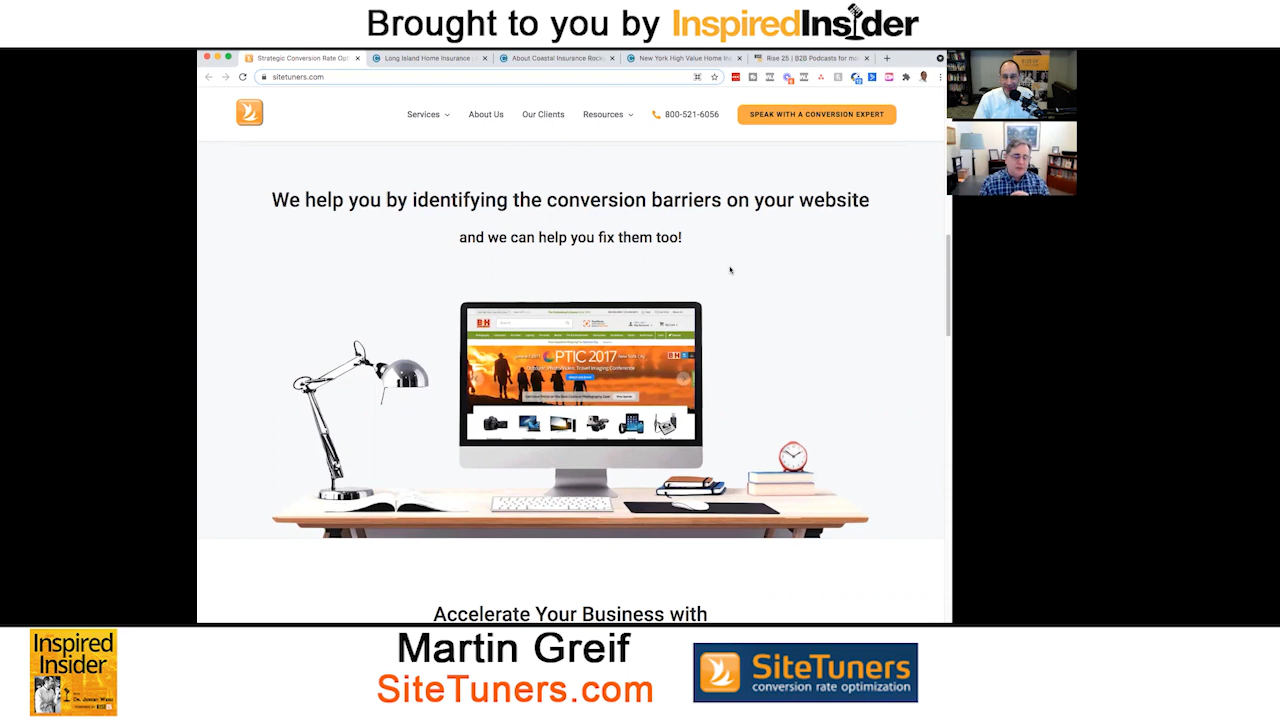 Brought to you by InspiredInsider
Strategic Conversion Rate Opt
Long Island Home Insurance
About Coastal Insurance Rock
New York High Value Home In
Rise 25 | B2B Podcasts for ma
sitetuners.com
Services
About Us
Our Clients
Resources
800-521-6056
SPEAK WITH A CONVERSION EXPERT
We help you by identifying the conversion barriers on your website
and we can help you fix them too!
B&H
OPTIC 2017
Accelerate Your Business with
Inspired
Insider
Martin Greif
SiteTuners.com
SiteTuners
conversion rate optimization